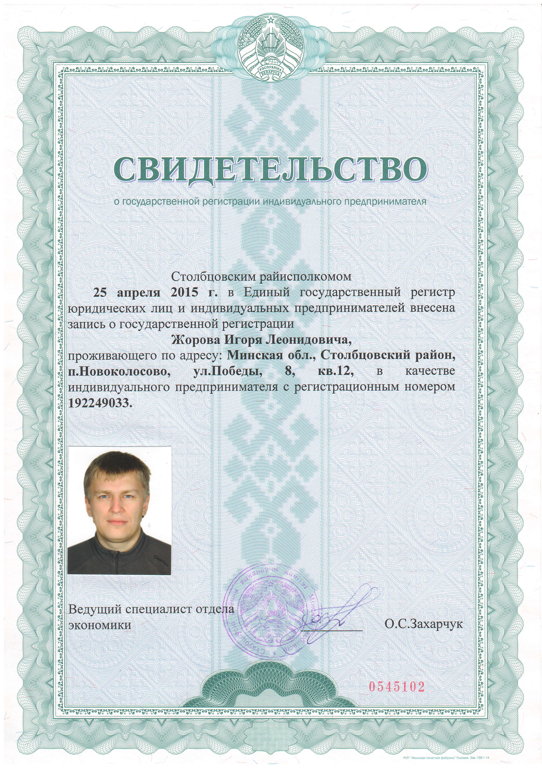 СВИДЕТЕЛЬСТВО
о государственной регистрации индивидуального предпринимателя
Столбцовским райисполкомом
25 апреля 2015 г. в Единый государственный регистр
юридических лиц и индивидуальных предпринимателей внесена
запись о государственной регистрации
Жорова Игоря Леонидовича,
проживающего по адресу: Минская обл., Столбцовский район,
п.Новоколосово, ул.Победы, 8, кв.12, в качестве
индивидуального предпринимателя с регистрационным номером
192249033.
Ведущий специалист отдела
экономики
О.С.Захарчук
0545102